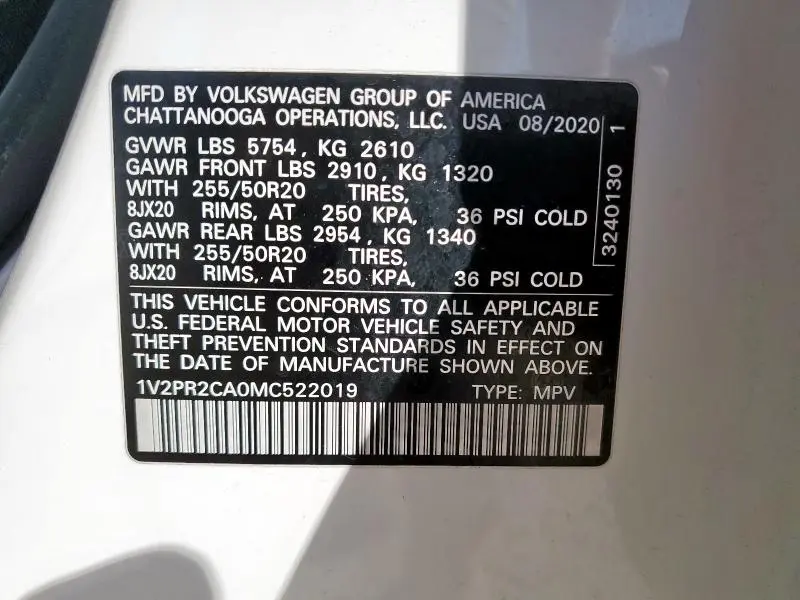 MFD BY VOLKSWAGEN GROUP OF AMERICA
CHATTANOOGA OPERATIONS, LLC. USA 08/2020
GVWR LBS 5754, KG 2610
GAWR FRONT LBS 2910, KG 1320
WITH 255/50R20 TIRES,
8JX20 RIMS, AT 250 KPA, 36 PSI COLD
GAWR REAR LBS 2954, KG 1340
WITH 255/50R20 TIRES,
8JX20 RIMS, AT 250 KPA, 36 PSI COLD
3240130 1
THIS VEHICLE CONFORMS TO ALL APPLICABLE
U.S. FEDERAL MOTOR VEHICLE SAFETY AND
THEFT PREVENTION STANDARDS IN EFFECT ON
THE DATE OF MANUFACTURE SHOWN ABOVE.
1V2PR2CA0MC522019 TYPE: MPV